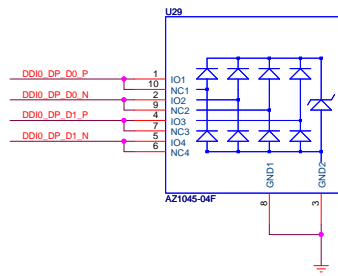 U29
DDI0_DP_D0_P 1 IO1
10 NC1
DDI0_DP_D0_N 2 IO2
9 NC2
DDI0_DP_D1_P 4 IO3
7 NC3
DDI0_DP_D1_N 5 IO4
6 NC4
GND1
GND2
AZ1045-04F
8
3